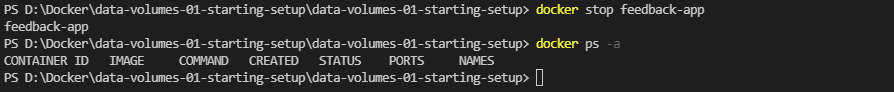 PS D:\Docker\data-volumes-01-starting-setup\data-volumes-01-starting-setup> docker stop feedback-app
feedback-app
PS D:\Docker\data-volumes-01-starting-setup\data-volumes-01-starting-setup> docker ps -a
CONTAINER ID   IMAGE     COMMAND   CREATED   STATUS    PORTS     NAMES
PS D:\Docker\data-volumes-01-starting-setup\data-volumes-01-starting-setup>